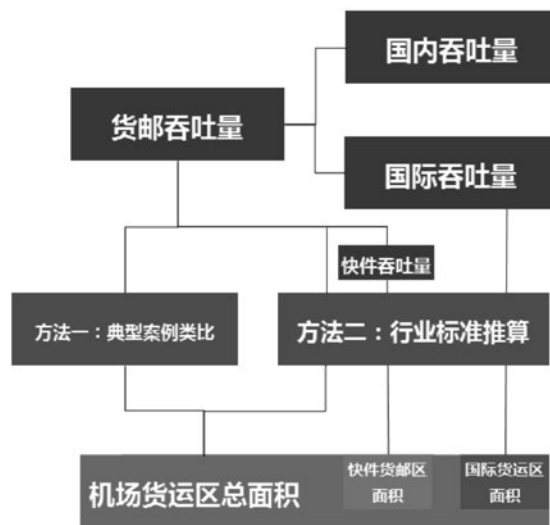 国内吞吐量
货邮吞吐量
国际吞吐量
快件吞吐量
方法一：典型案例类比
方法二：行业标准推算
机场货运区总面积
快件货邮区
面积
国际货运区
面积